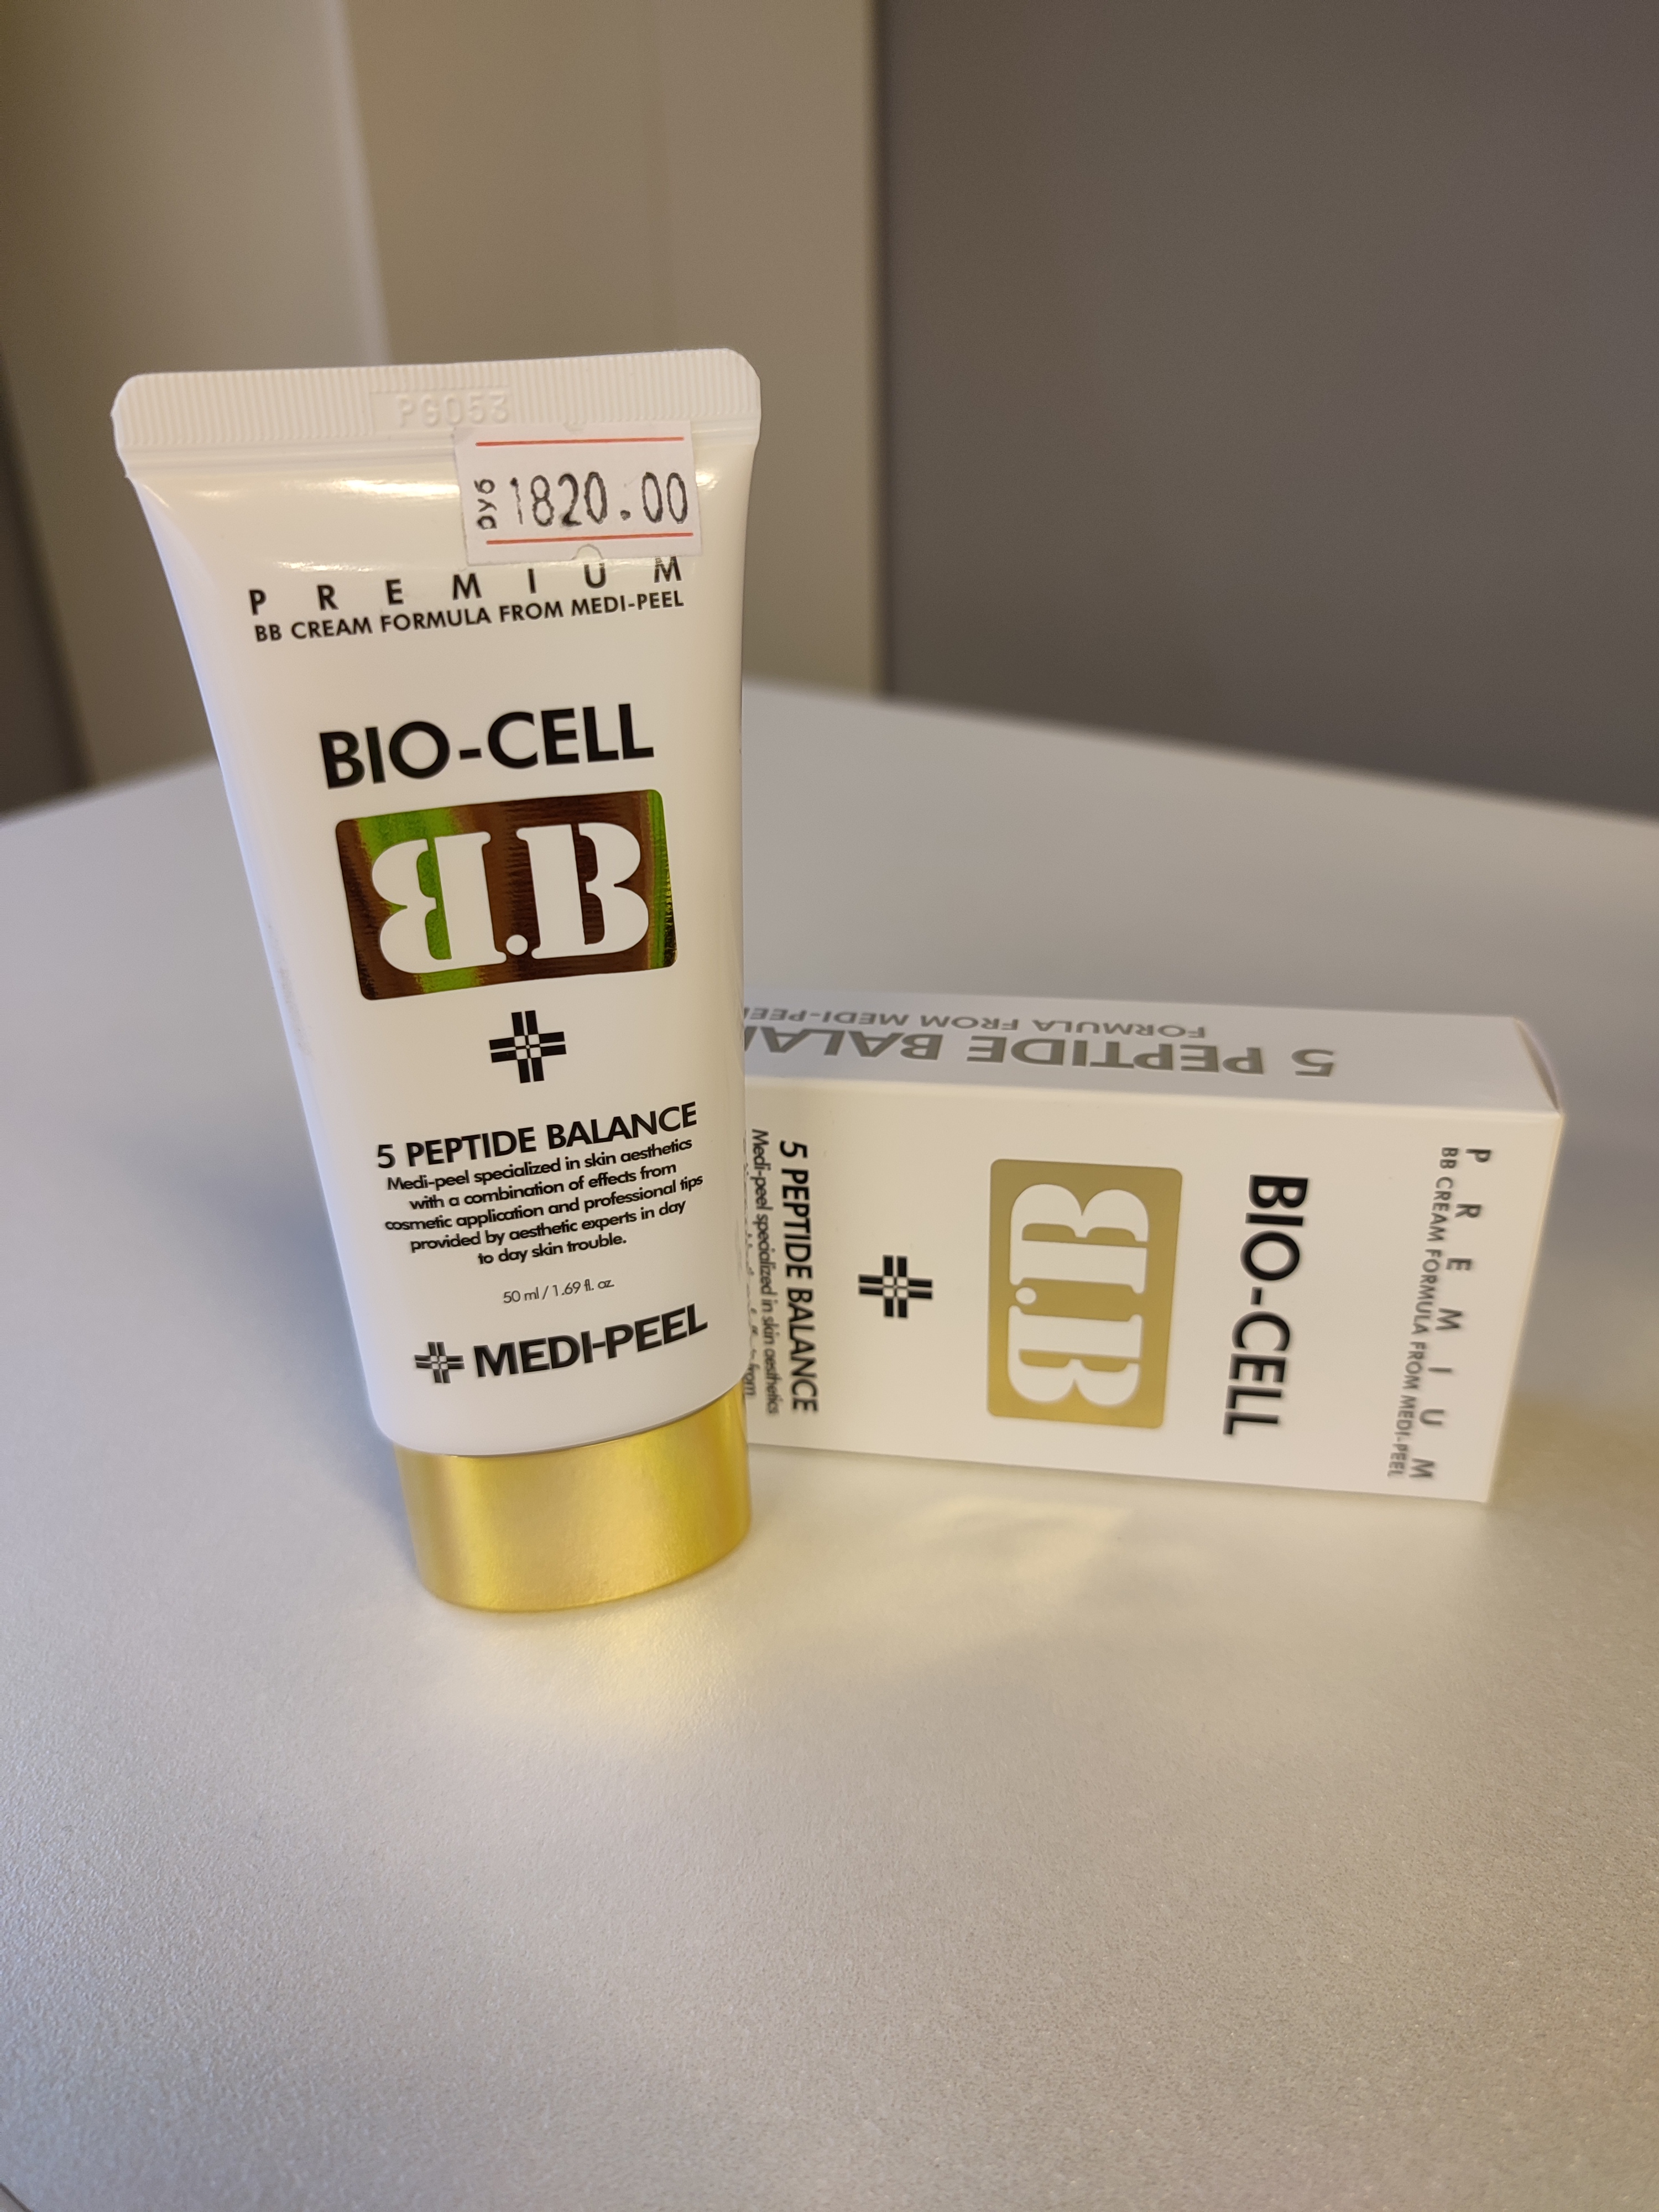 PG053
1820.00
PREMIUM
BB CREAM FORMULA FROM MEDI-PEEL
BIO-CELL
B.B
5 PEPTIDE BALANCE
Medi-peel specialized in skin aesthetics
with a combination of effects from
cosmetic application and professional tips
provided by aesthetic experts in day
to day skin trouble.
50 ml / 1.69 fl. oz.
MEDI-PEEL
5 PEPTIDE BALA
FORMULA FROM MEDI-PEE
PREMIUM
BB CREAM FORMULA FROM MEDI-PEEL
BIO-CELL
B.B
5 PEPTIDE BALANCE
Medi-peel specialized in skin aesthetics
from